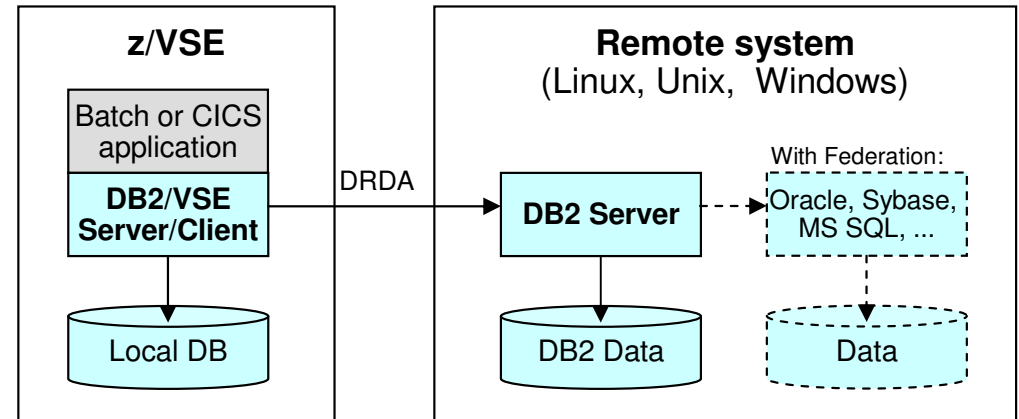 z/VSE
Batch or CICS
application
DB2/VSE
Server/Client
Local DB
DRDA
Remote system
(Linux, Unix, Windows)
DB2 Server
DB2 Data
With Federation:
Oracle, Sybase,
MS SQL, ...
Data